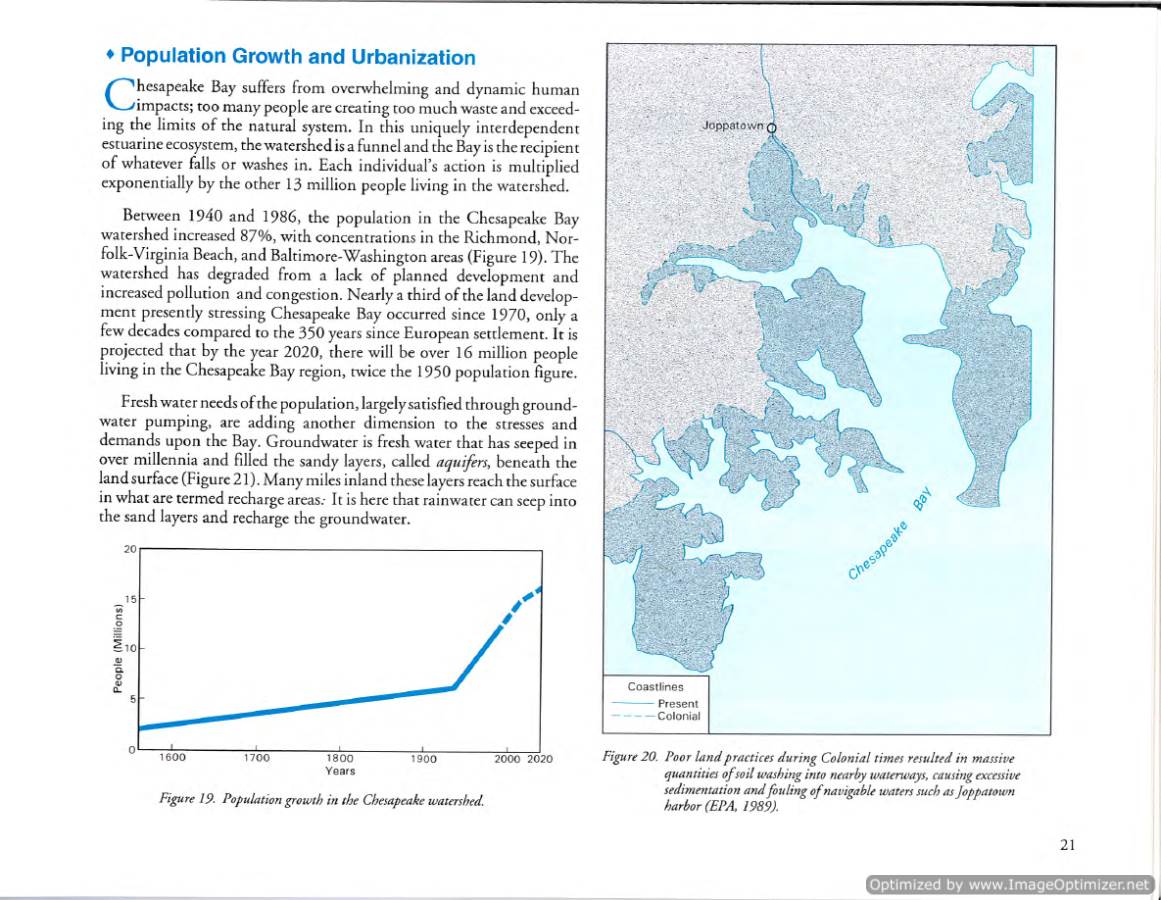 ♦ Population Growth and Urbanization
Chesapeake Bay suffers from overwhelming and dynamic human
impacts; too many people are creating too much waste and exceed-
ing the limits of the natural system. In this uniquely interdependent
estuarine ecosystem, the watershed is a funnel and the Bay is the recipient
of whatever falls or washes in. Each individual's action is multiplied
exponentially by the other 13 million people living in the watershed.
Between 1940 and 1986, the population in the Chesapeake Bay
watershed increased 87%, with concentrations in the Richmond, Nor-
folk-Virginia Beach, and Baltimore-Washington areas (Figure 19). The
watershed has degraded from a lack of planned development and
increased pollution and congestion. Nearly a third of the land develop-
ment presently stressing Chesapeake Bay occurred since 1970, only a
few decades compared to the 350 years since European settlement. It is
projected that by the year 2020, there will be over 16 million people
living in the Chesapeake Bay region, twice the 1950 population figure.
Fresh water needs of the population, largely satisfied through ground-
water pumping, are adding another dimension to the stresses and
demands upon the Bay. Groundwater is fresh water that has seeped in
over millennia and filled the sandy layers, called aquifers, beneath the
land surface (Figure 21). Many miles inland these layers reach the surface
in what are termed recharge areas. It is here that rainwater can seep into
the sand layers and recharge the groundwater.
20
15
10
5
0
People (Millions)
1600 1700 1800 1900 2000 2020
Years
Figure 19. Population growth in the Chesapeake watershed.
Joppatown
Chesapeake Bay
Coastlines
Present
Colonial
Figure 20. Poor land practices during Colonial times resulted in massive
quantities of soil washing into nearby waterways, causing excessive
sedimentation and fouling of navigable waters such as Joppatown
harbor (EPA, 1989).
21
Optimized by www.ImageOptimizer.net